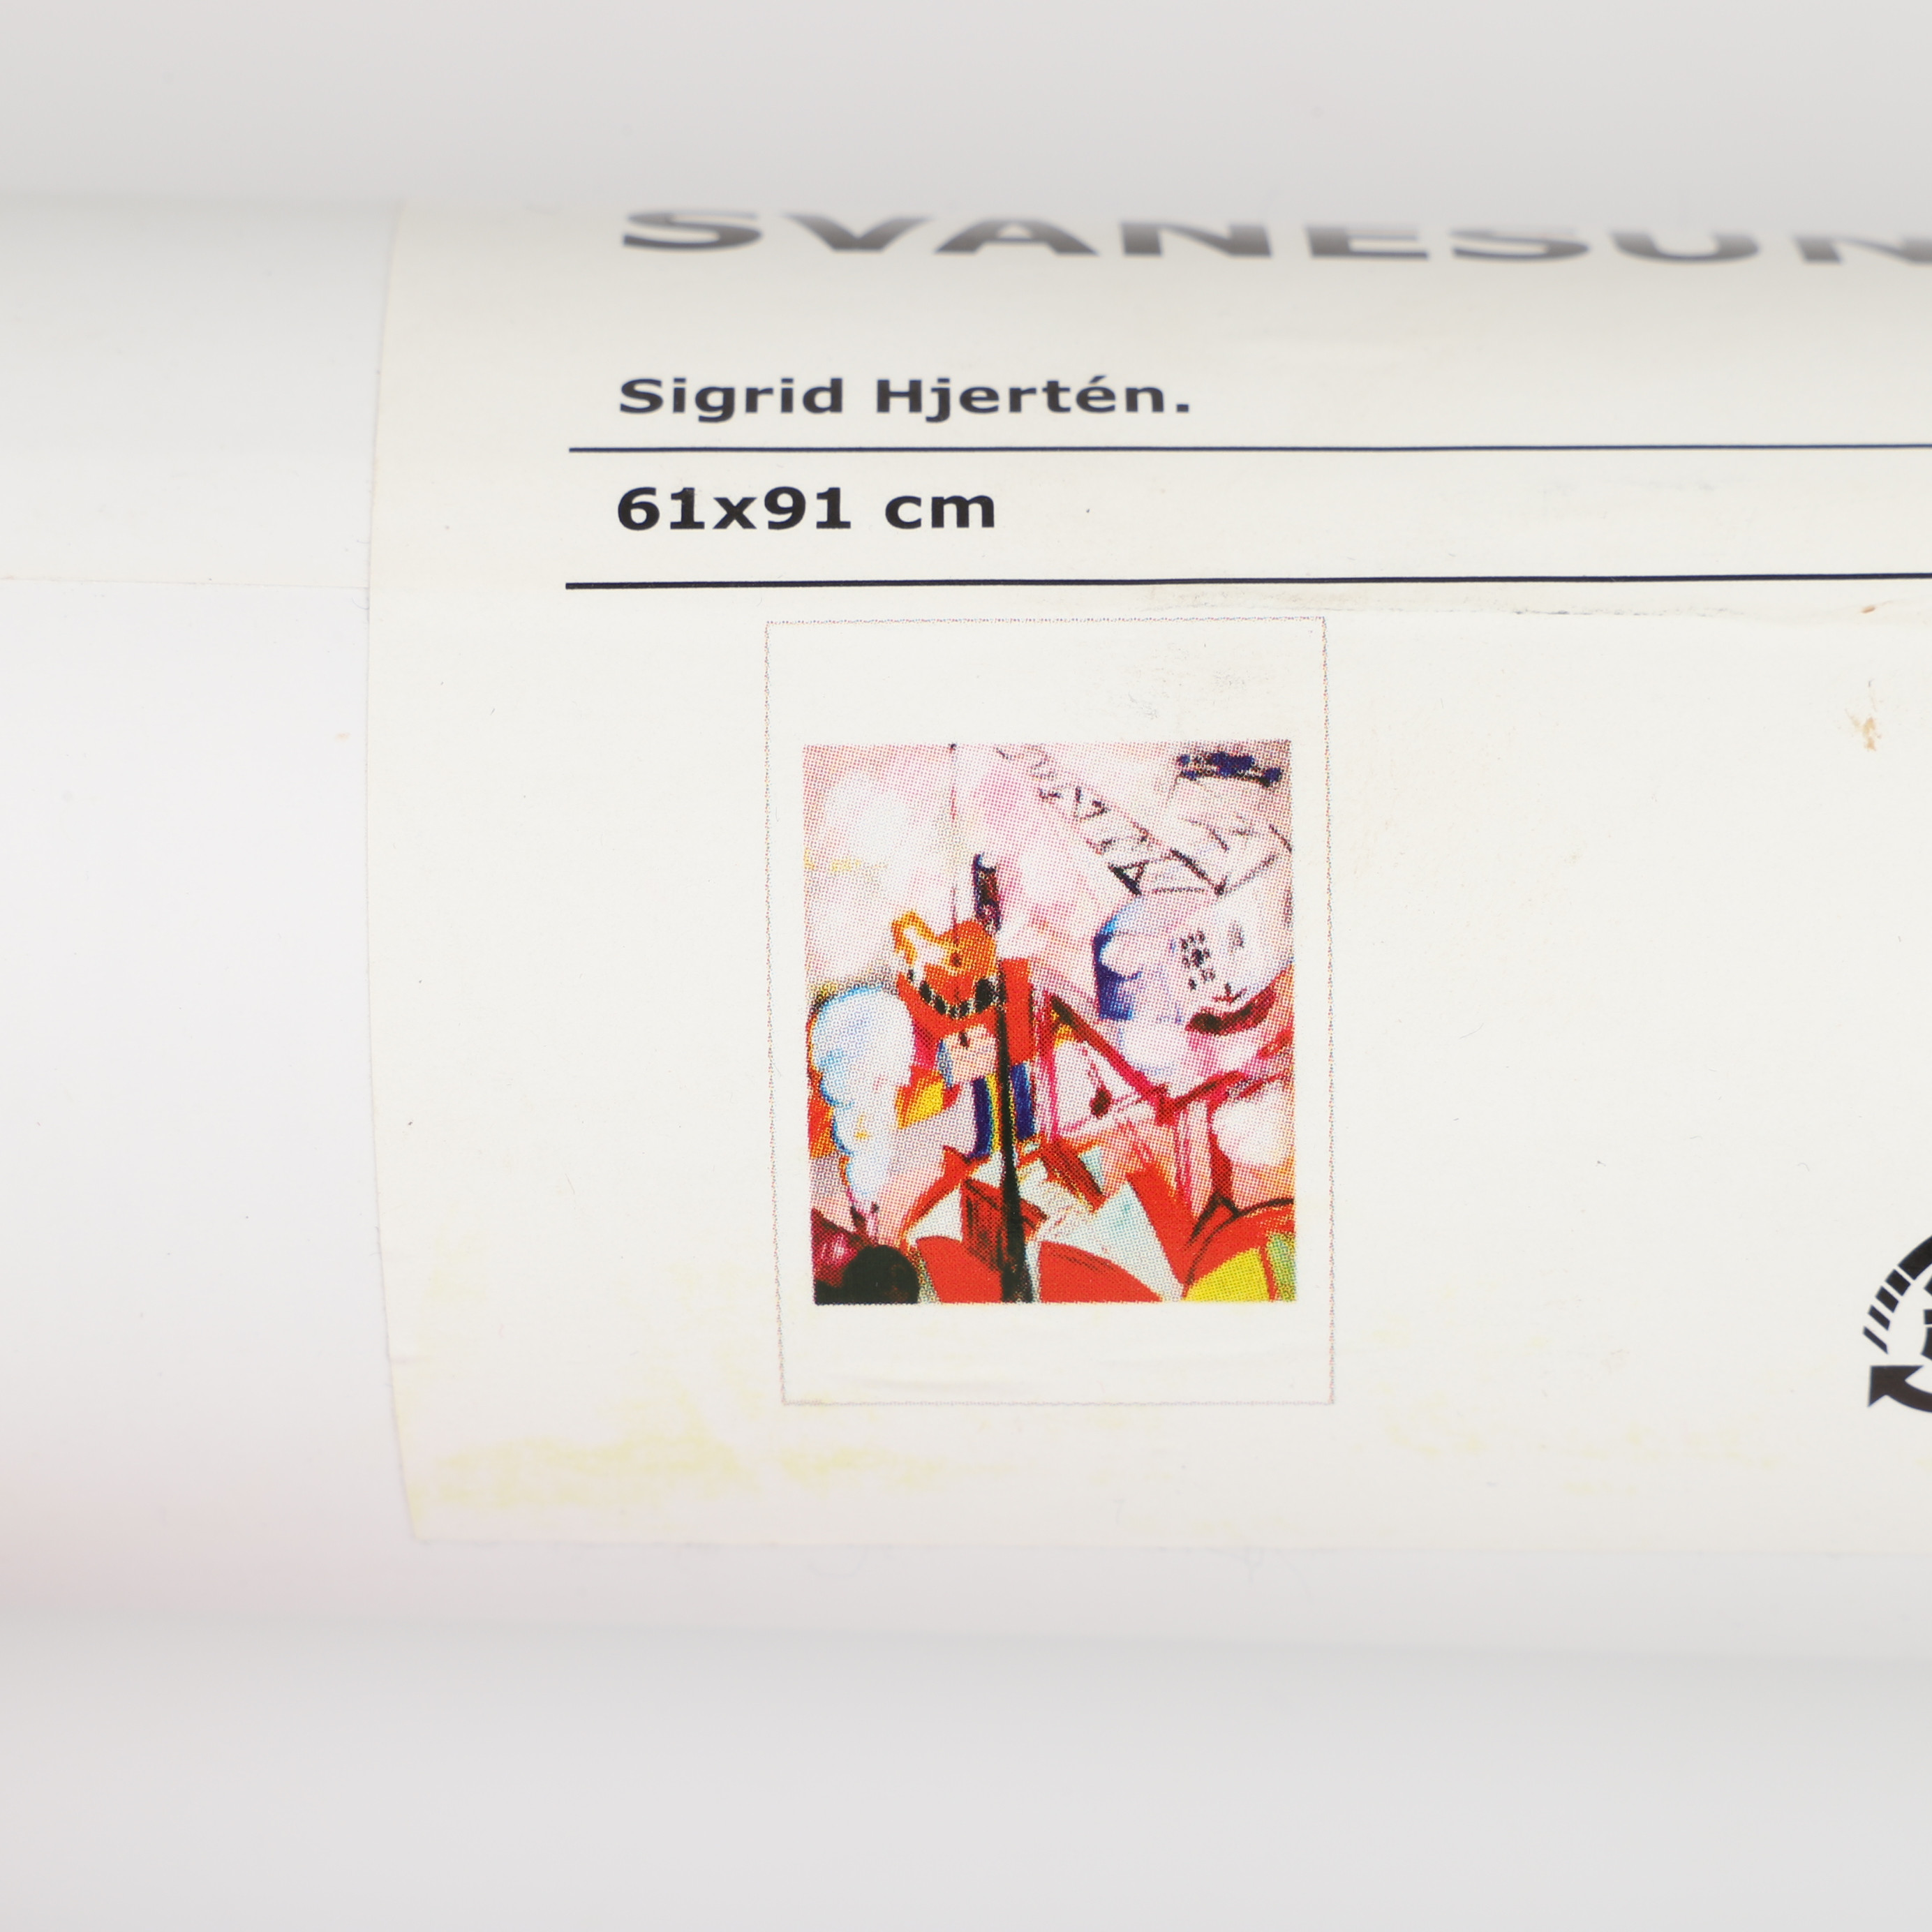 SVANESUN
Sigrid Hjertén.
61x91 cm